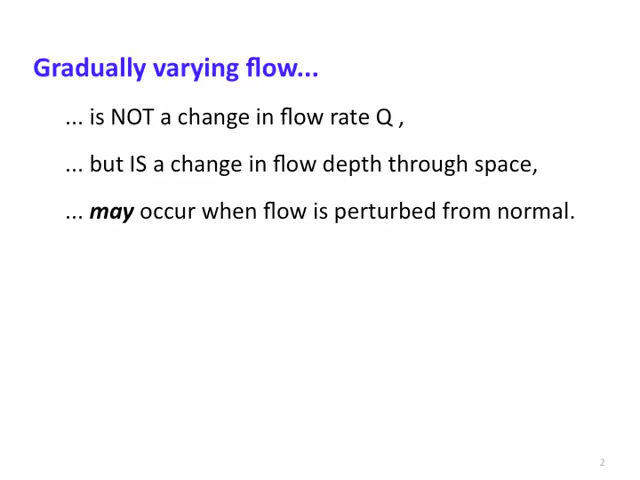 Gradually varying flow...
... is NOT a change in flow rate Q ,
... but IS a change in flow depth through space,
... may occur when flow is perturbed from normal.
2